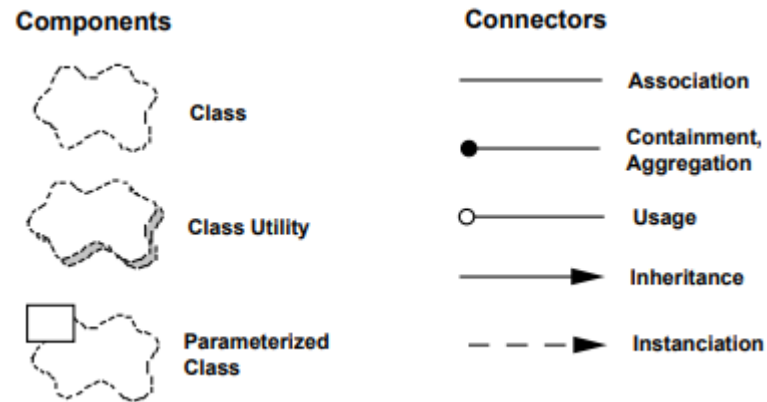 Components
Class
Class Utility
Parameterized
Class
Connectors
Association
Containment,
Aggregation
Usage
Inheritance
Instanciation